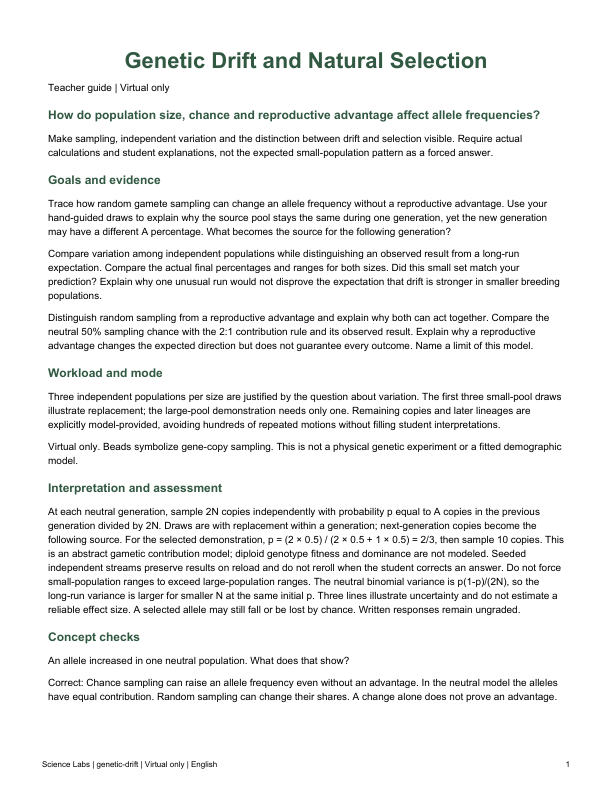 Genetic Drift and Natural Selection
Teacher guide | Virtual only
How do population size, chance and reproductive advantage affect allele frequencies?
Make sampling, independent variation and the distinction between drift and selection visible. Require actual
calculations and student explanations, not the expected small-population pattern as a forced answer.
Goals and evidence
Trace how random gamete sampling can change an allele frequency without a reproductive advantage. Use your
hand-guided draws to explain why the source pool stays the same during one generation, yet the new generation
may have a different A percentage. What becomes the source for the following generation?
Compare variation among independent populations while distinguishing an observed result from a long-run
expectation. Compare the actual final percentages and ranges for both sizes. Did this small set match your
prediction? Explain why one unusual run would not disprove the expectation that drift is stronger in smaller breeding
populations.
Distinguish random sampling from a reproductive advantage and explain why both can act together. Compare the
neutral 50% sampling chance with the 2:1 contribution rule and its observed result. Explain why a reproductive
advantage changes the expected direction but does not guarantee every outcome. Name a limit of this model.
Workload and mode
Three independent populations per size are justified by the question about variation. The first three small-pool draws
illustrate replacement; the large-pool demonstration needs only one. Remaining copies and later lineages are
explicitly model-provided, avoiding hundreds of repeated motions without filling student interpretations.
Virtual only. Beads symbolize gene-copy sampling. This is not a physical genetic experiment or a fitted demographic
model.
Interpretation and assessment
At each neutral generation, sample 2N copies independently with probability p equal to A copies in the previous
generation divided by 2N. Draws are with replacement within a generation; next-generation copies become the
following source. For the selected demonstration, p = (2 × 0.5) / (2 × 0.5 + 1 × 0.5) = 2/3, then sample 10 copies. This
is an abstract gametic contribution model; diploid genotype fitness and dominance are not modeled. Seeded
independent streams preserve results on reload and do not reroll when the student corrects an answer. Do not force
small-population ranges to exceed large-population ranges. The neutral binomial variance is p(1-p)/(2N), so the
long-run variance is larger for smaller N at the same initial p. Three lines illustrate uncertainty and do not estimate a
reliable effect size. A selected allele may still fall or be lost by chance. Written responses remain ungraded.
Concept checks
An allele increased in one neutral population. What does that show?
Correct: Chance sampling can raise an allele frequency even without an advantage. In the neutral model the alleles
have equal contribution. Random sampling can change their shares. A change alone does not prove an advantage.
Science Labs | genetic-drift | Virtual only | English
1